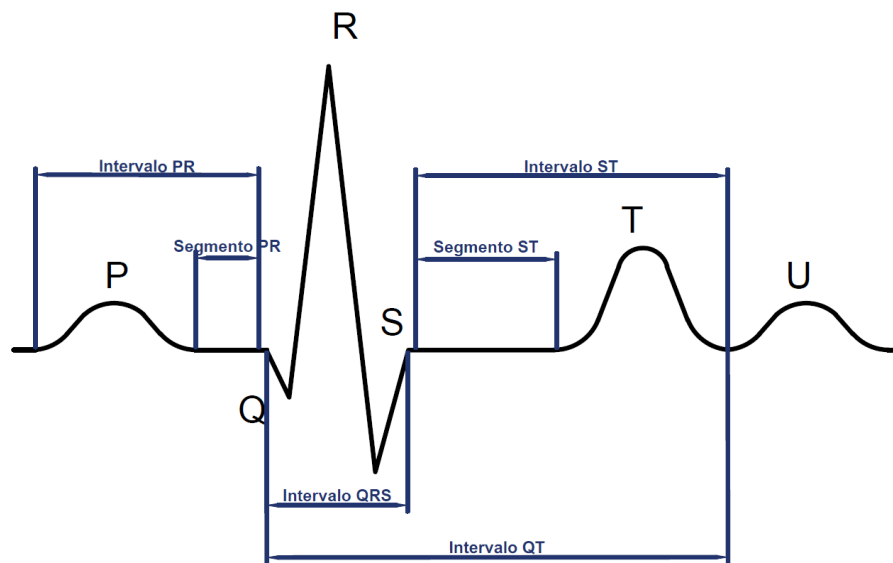 R
Intervalo PR
Intervalo ST
Segmento PR
Segmento ST
T
P
U
S
Q
Intervalo QRS
Intervalo QT